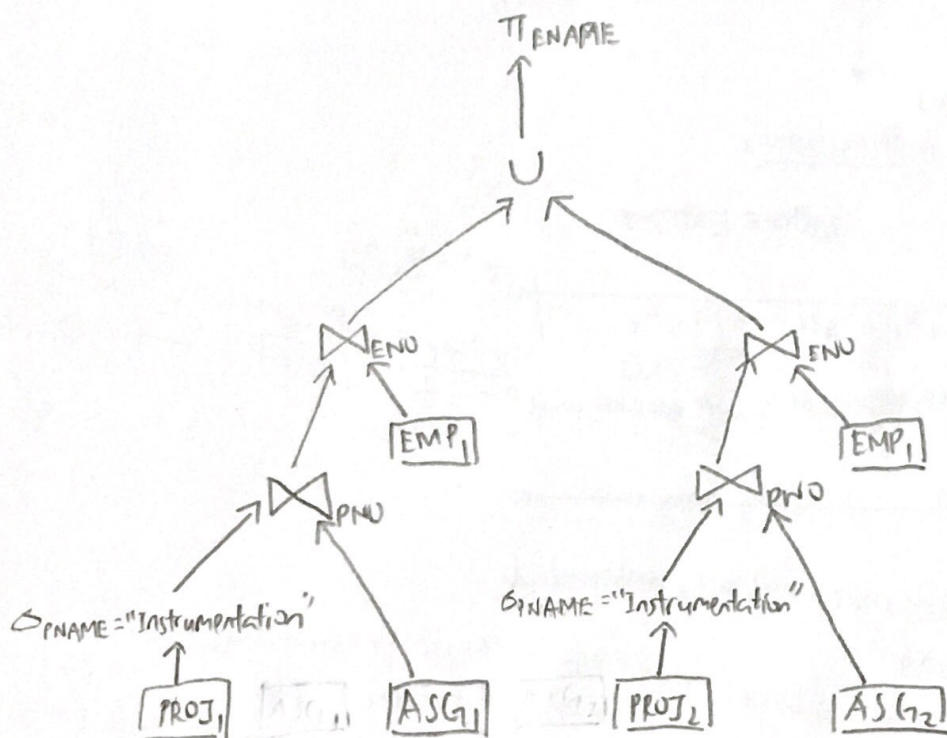 π ENAME
∪
⋈ ENO ⋈ ENO
EMP₁ EMP₁
⋈ PNO ⋈ PNO
σ PNAME="Instrumentation" σ PNAME="Instrumentation"
PROJ₁ ASG₁ PROJ₂ ASG₂